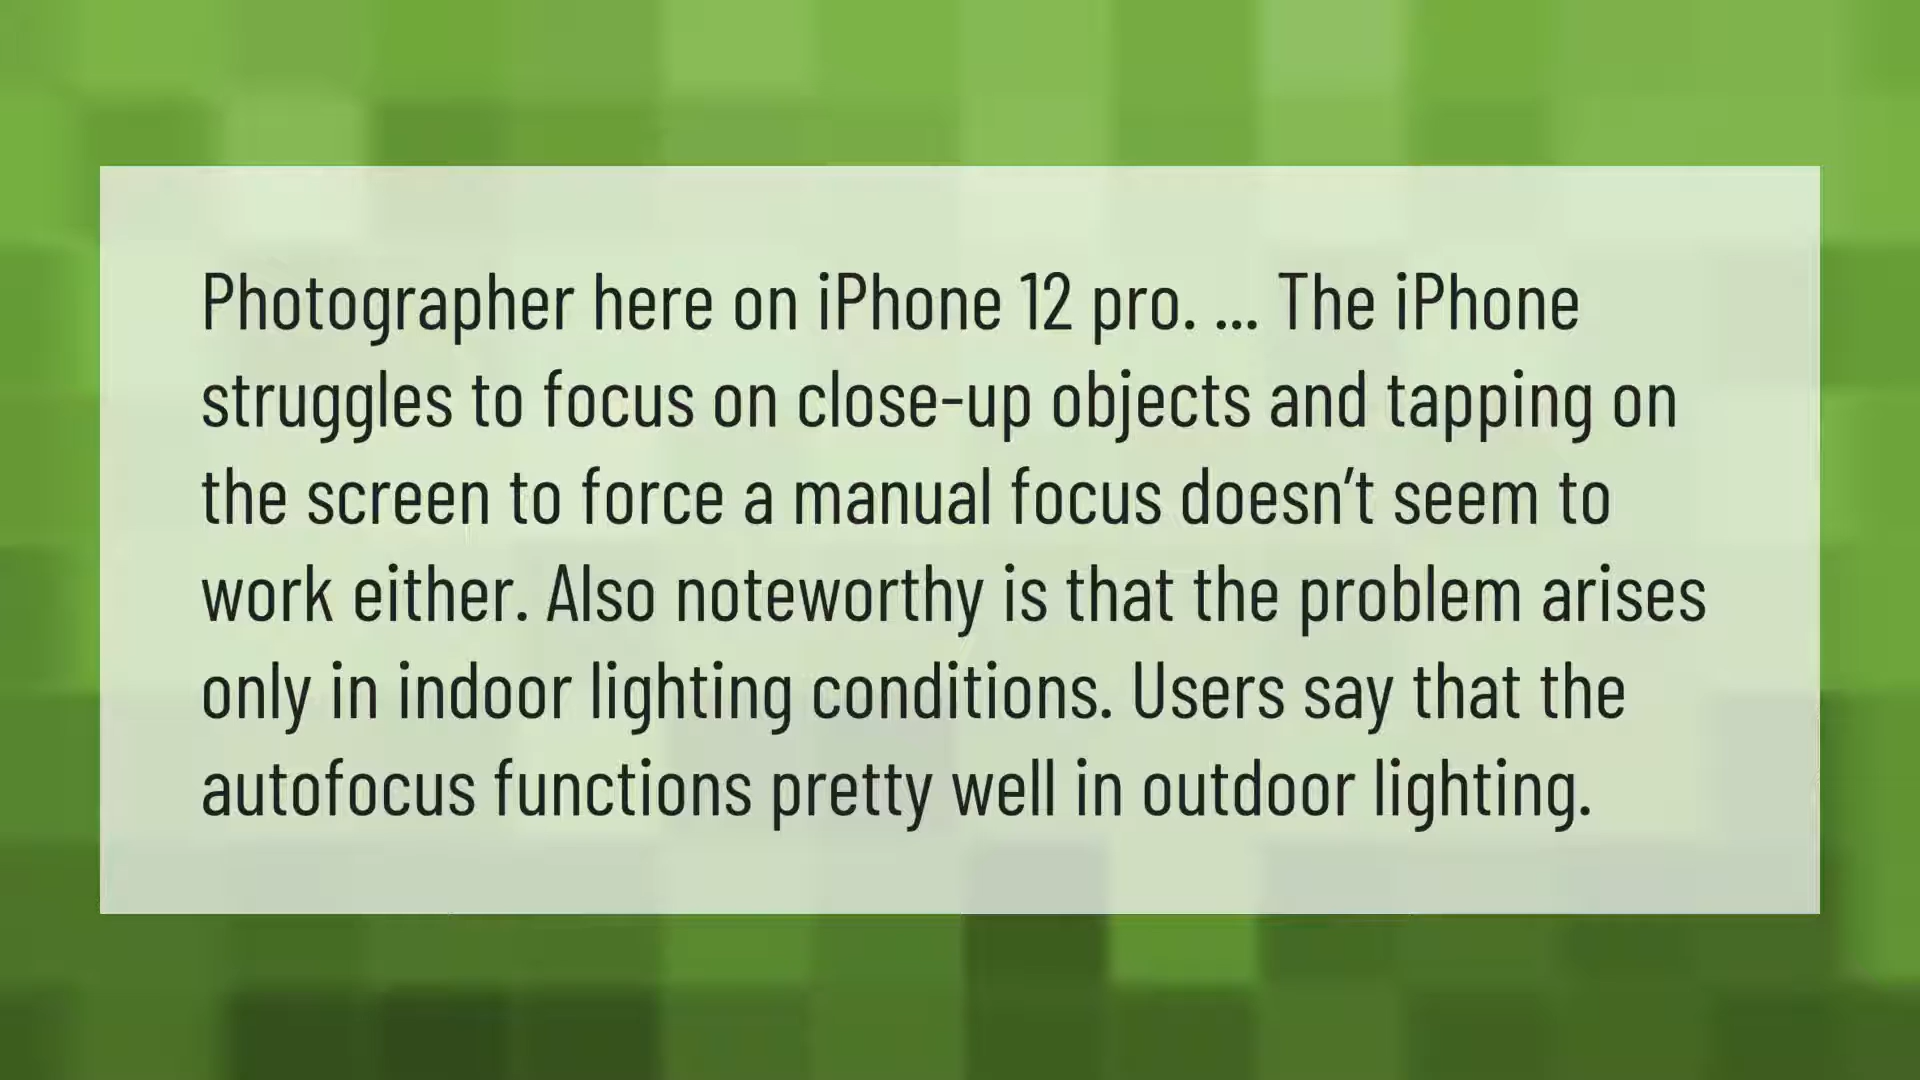 Photographer here on iPhone 12 pro. ... The iPhone
struggles to focus on close-up objects and tapping on
the screen to force a manual focus doesn’t seem to
work either. Also noteworthy is that the problem arises
only in indoor lighting conditions. Users say that the
autofocus functions pretty well in outdoor lighting.